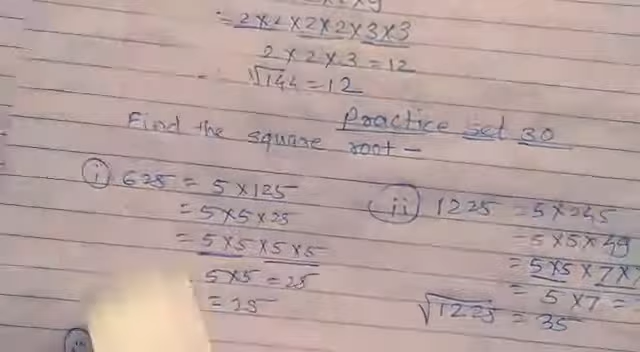 = 2 × 2 × 2 × 2 × 3 × 3
2 × 2 × 3 = 12
√144 = 12
Practice set 30
Find the square root –
(i) 625 = 5 × 125
= 5 × 5 × 25
= 5 × 5 × 5 × 5
5 × 5 = 25
= 25
(ii) 1225 = 5 × 245
= 5 × 5 × 49
= 5 × 5 × 7 × 7
= 5 × 7 =
√1225 = 35